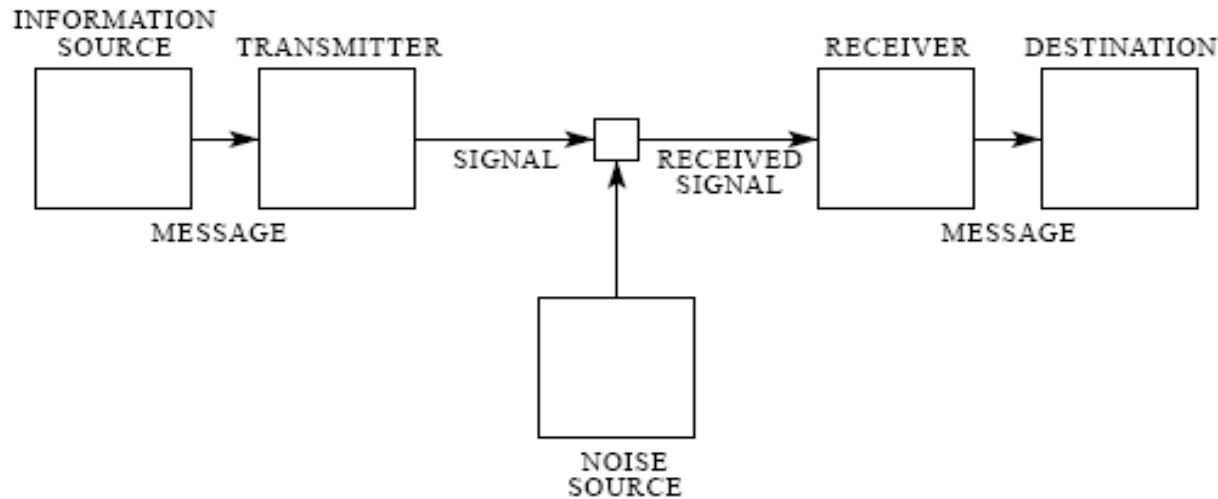 INFORMATION
SOURCE
TRANSMITTER
RECEIVER
DESTINATION
SIGNAL
RECEIVED
SIGNAL
MESSAGE
MESSAGE
NOISE
SOURCE